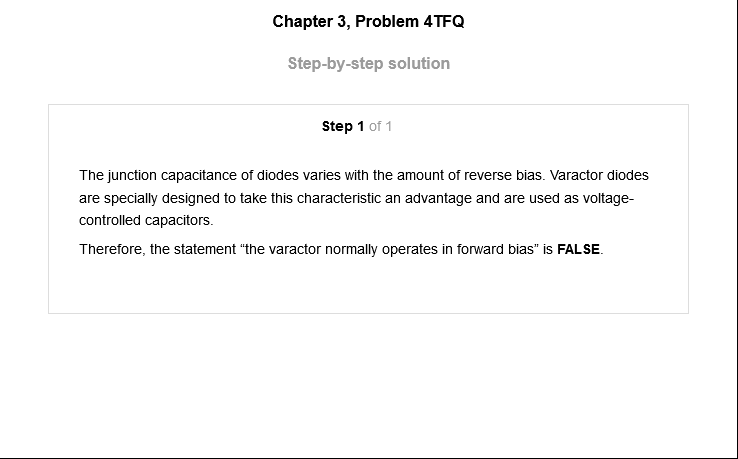 Chapter 3, Problem 4TFQ
Step-by-step solution
Step 1 of 1
The junction capacitance of diodes varies with the amount of reverse bias. Varactor diodes
are specially designed to take this characteristic an advantage and are used as voltage-
controlled capacitors.
Therefore, the statement “the varactor normally operates in forward bias” is FALSE.